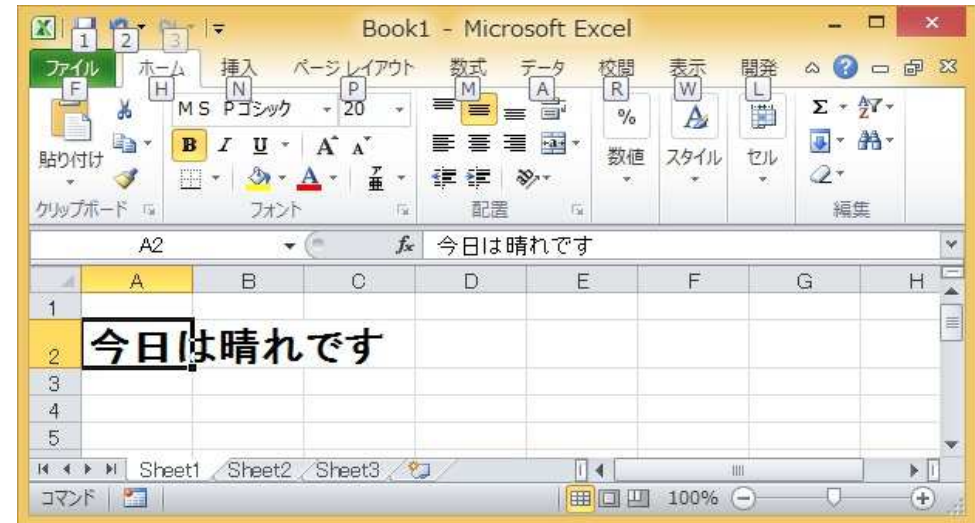 Book1 - Microsoft Excel
1 2 3
ファイル ホーム 挿入 ページ レイアウト 数式 データ 校閲 表示 開発
F H N P M A R W L
ＭＳ Ｐゴシック 20
B I U A A
A
亜
貼り付け
% 数値
スタイル
セル
Σ
クリップボード フォント 配置 編集
A2 fx 今日は晴れです
A B C D E F G H
1
2 今日は晴れです
3
4
5
Sheet1 Sheet2 Sheet3
コマンド 100%